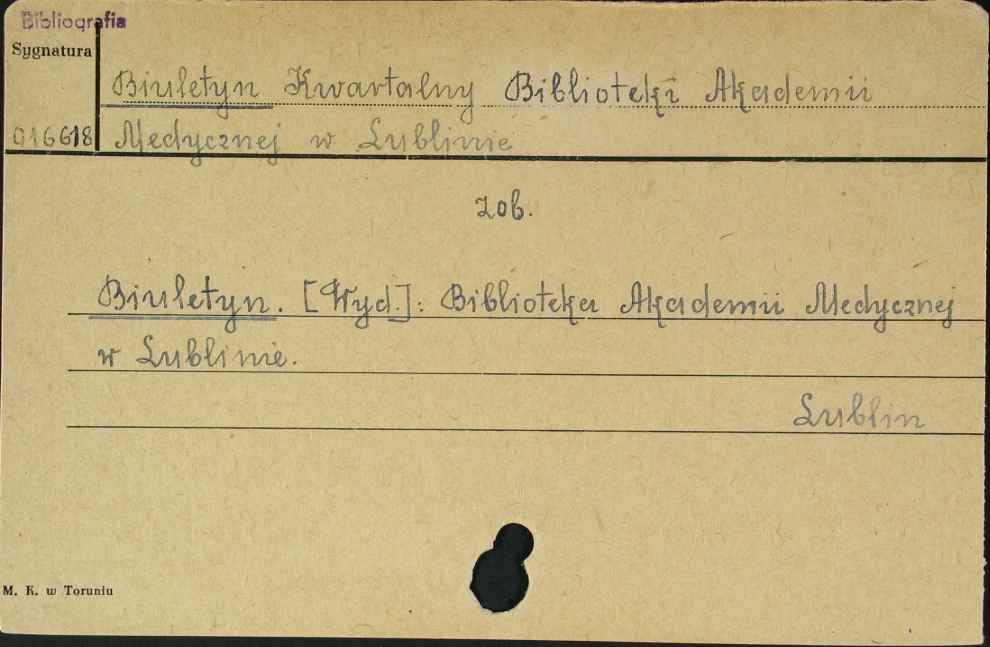 Bibliografia
Sygnatura
Biuletyn Kwartalny Biblioteki Akademii
016618 Medycznej w Lublinie
zob.
Biuletyn. [Wyd.]: Biblioteka Akademii Medycznej
w Lublinie.
Lublin
M. K. w Toruniu